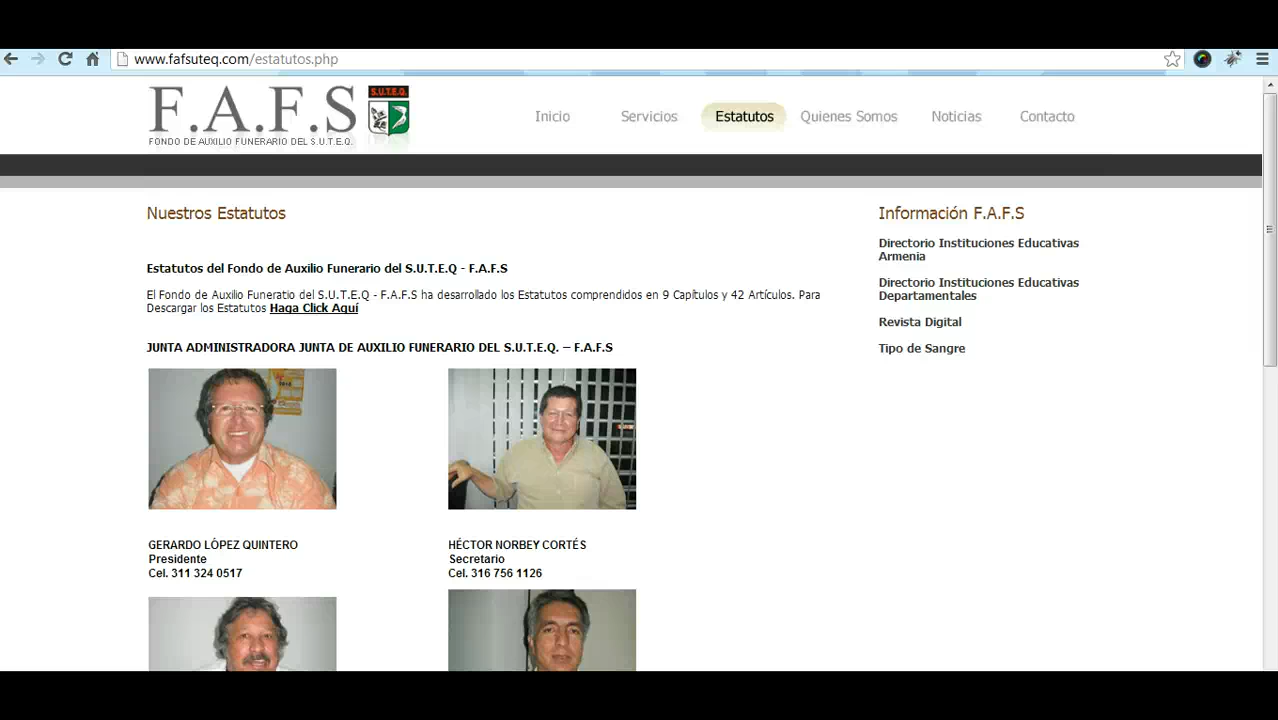 www.fafsuteq.com/estatutos.php
F.A.F.S
S.U.T.E.Q
FONDO DE AUXILIO FUNERARIO DEL S.U.T.E.Q.
Inicio
Servicios
Estatutos
Quienes Somos
Noticias
Contacto
Nuestros Estatutos
Estatutos del Fondo de Auxilio Funerario del S.U.T.E.Q - F.A.F.S
El Fondo de Auxilio Funeratio del S.U.T.E.Q - F.A.F.S ha desarrollado los Estatutos comprendidos en 9 Capítulos y 42 Artículos. Para
Descargar los Estatutos Haga Click Aquí
JUNTA ADMINISTRADORA JUNTA DE AUXILIO FUNERARIO DEL S.U.T.E.Q. – F.A.F.S
GERARDO LÓPEZ QUINTERO
Presidente
Cel. 311 324 0517
HÉCTOR NORBEY CORTÉS
Secretario
Cel. 316 756 1126
Información F.A.F.S
Directorio Instituciones Educativas
Armenia
Directorio Instituciones Educativas
Departamentales
Revista Digital
Tipo de Sangre